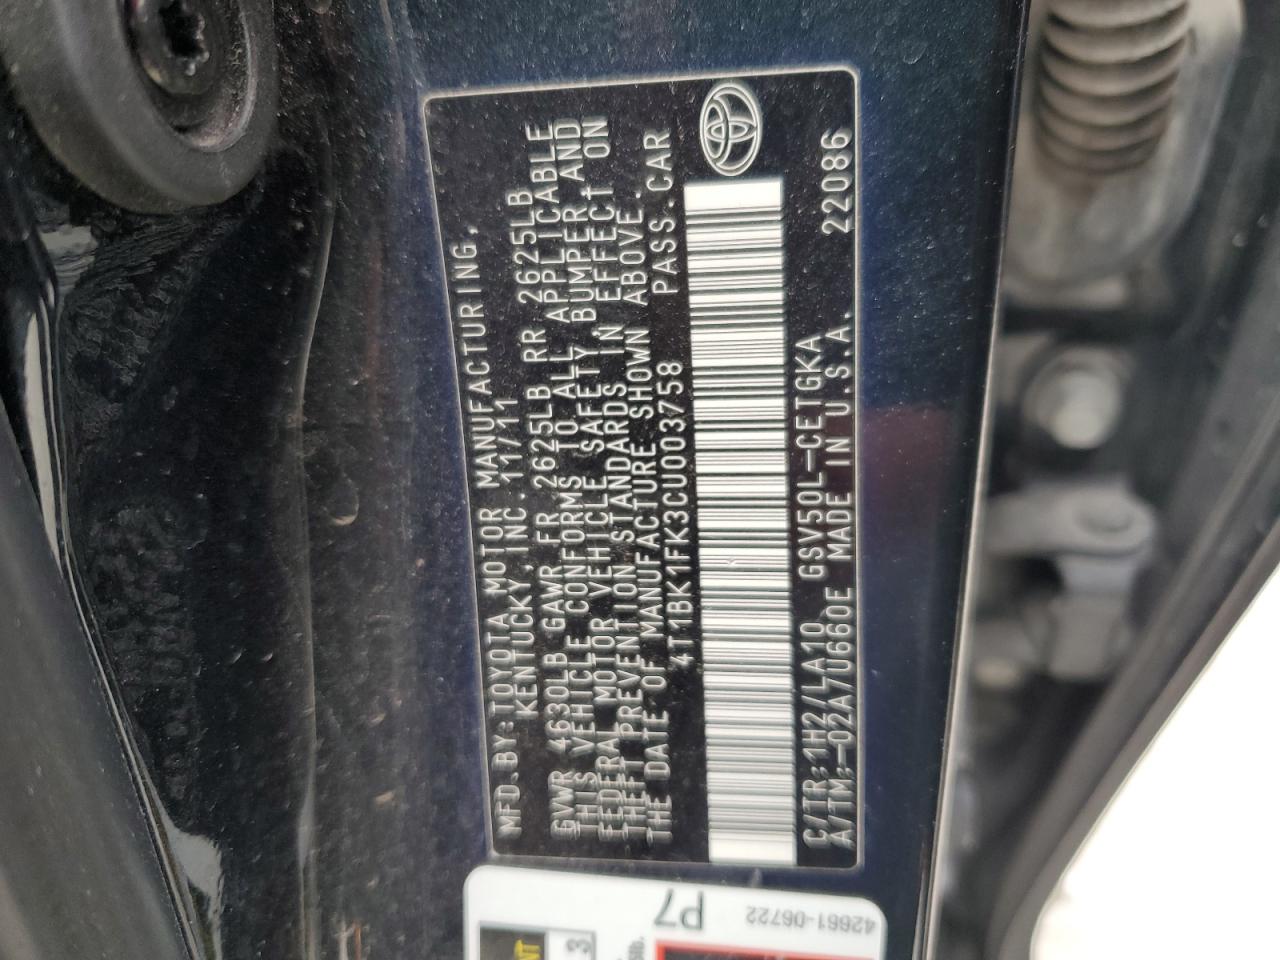 MFD.BY:TOYOTA MOTOR MANUFACTURING,
KENTUCKY,INC.11/11
GVWR 4630LB GAWR FR 2625LB RR 2625LB
THIS VEHICLE CONFORMS TO ALL APPLICABLE
FEDERAL MOTOR VEHICLE SAFETY,BUMPER,AND
THEFT PREVENTION STANDARDS IN EFFECT ON
THE DATE OF MANUFACTURE SHOWN ABOVE.
4T1BK1FK3CU003758 PASS.CAR
C/TR:1H2/LA10 GSV50L-CETGKA
A/TM:-02A/U660E MADE IN U.S.A. 22086
P7
42661-06722
3